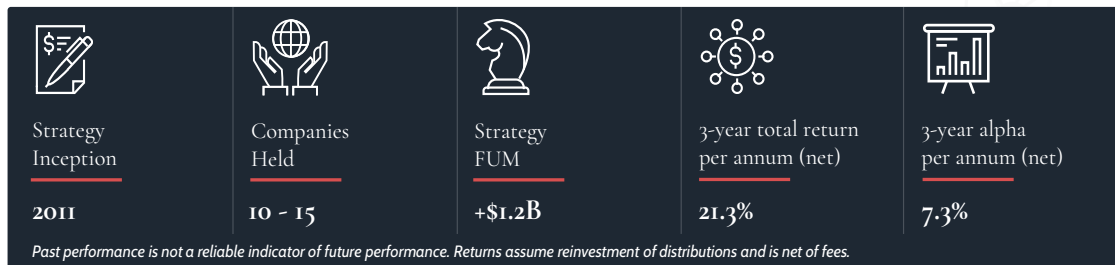 Strategy
Inception
2011
Companies
Held
10 - 15
Strategy
FUM
+$1.2B
3-year total return
per annum (net)
21.3%
3-year alpha
per annum (net)
7.3%
Past performance is not a reliable indicator of future performance. Returns assume reinvestment of distributions and is net of fees.